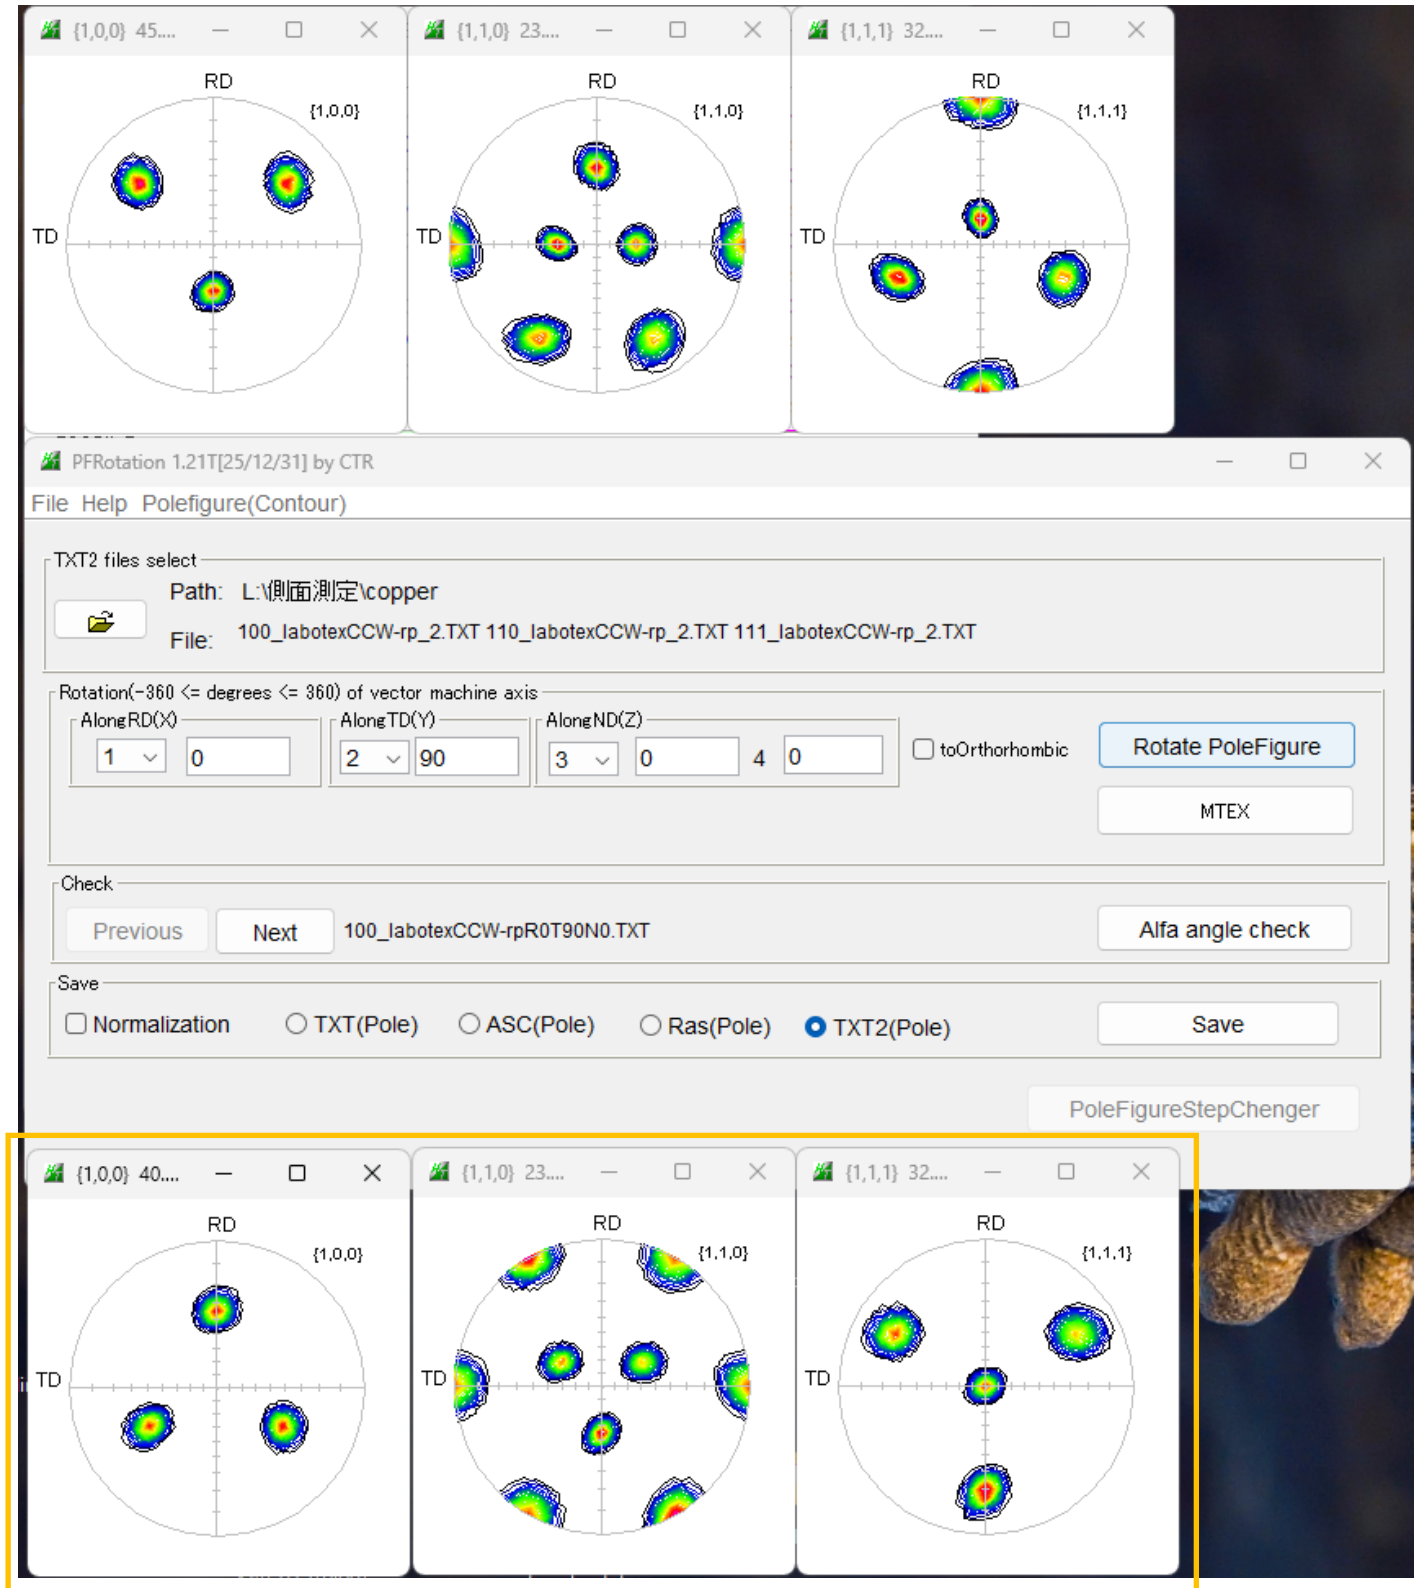 {1,0,0} 45....
{1,1,0} 23....
{1,1,1} 32....
RD
{1,0,0}
TD
RD
{1,1,0}
TD
RD
{1,1,1}
TD
PFRotation 1.21T[25/12/31] by CTR
File Help Polefigure(Contour)
TXT2 files select
Path: L:\側面測定\copper
File: 100_labotexCCW-rp_2.TXT 110_labotexCCW-rp_2.TXT 111_labotexCCW-rp_2.TXT
Rotation(-360 <= degrees <= 360) of vector machine axis
AlongRD(X)
AlongTD(Y)
AlongND(Z)
1 0 2 90 3 0 4 0
toOrthorhombic
Rotate PoleFigure
MTEX
Check
Previous Next 100_labotexCCW-rpR0T90N0.TXT Alfa angle check
Save
Normalization TXT(Pole) ASC(Pole) Ras(Pole) TXT2(Pole) Save
PoleFigureStepChenger
{1,0,0} 40....
{1,1,0} 23....
{1,1,1} 32....
RD
{1,0,0}
TD
RD
{1,1,0}
TD
RD
{1,1,1}
TD